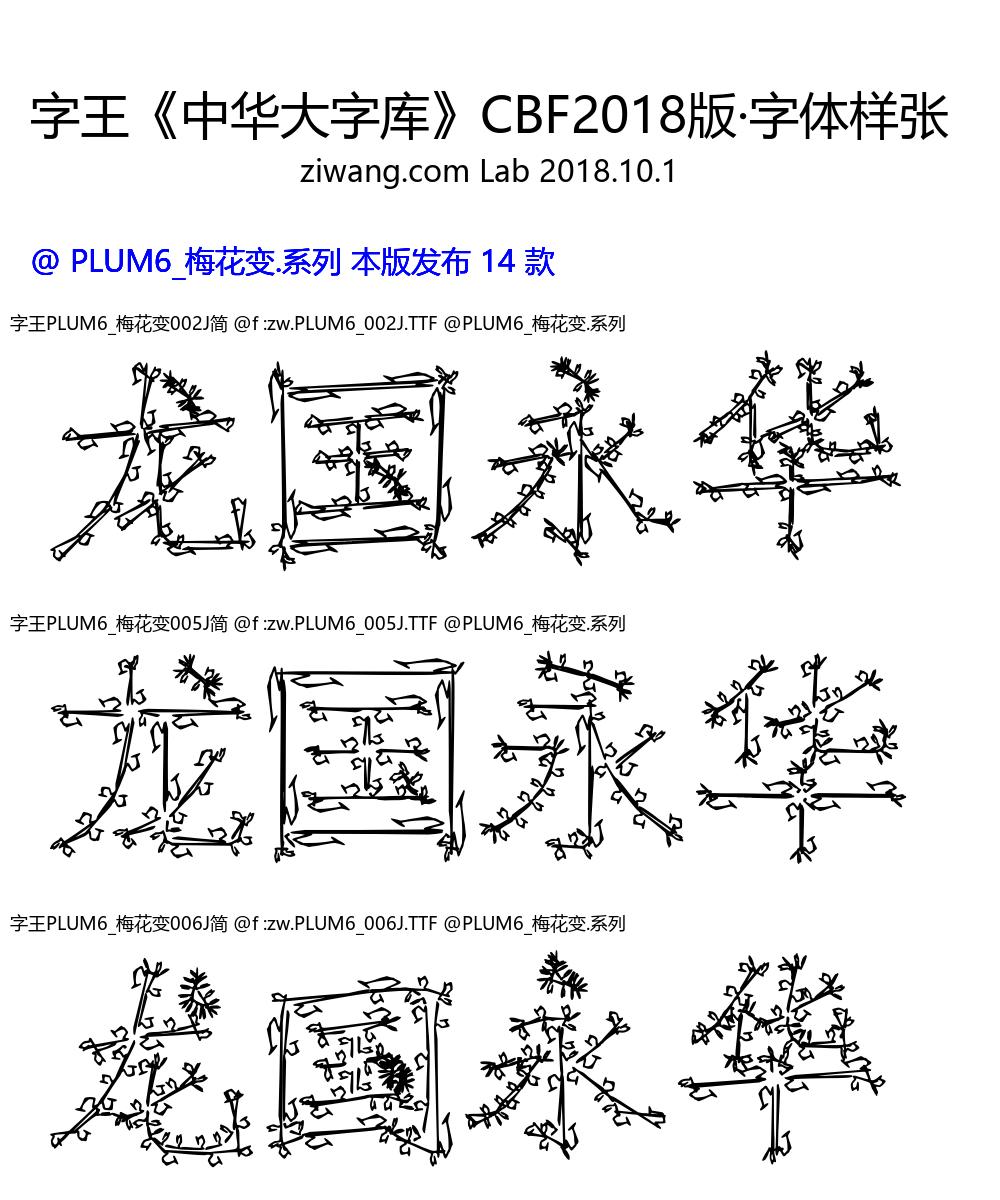 字王《中华大字库》CBF2018版·字体样张
ziwang.com Lab 2018.10.1
@ PLUM6_梅花变.系列 本版发布 14 款
字王PLUM6_梅花变002J简 @f :zw.PLUM6_002J.TTF @PLUM6_梅花变.系列
龙国永华
字王PLUM6_梅花变005J简 @f :zw.PLUM6_005J.TTF @PLUM6_梅花变.系列
龙国永华
字王PLUM6_梅花变006J简 @f :zw.PLUM6_006J.TTF @PLUM6_梅花变.系列
龙国永华